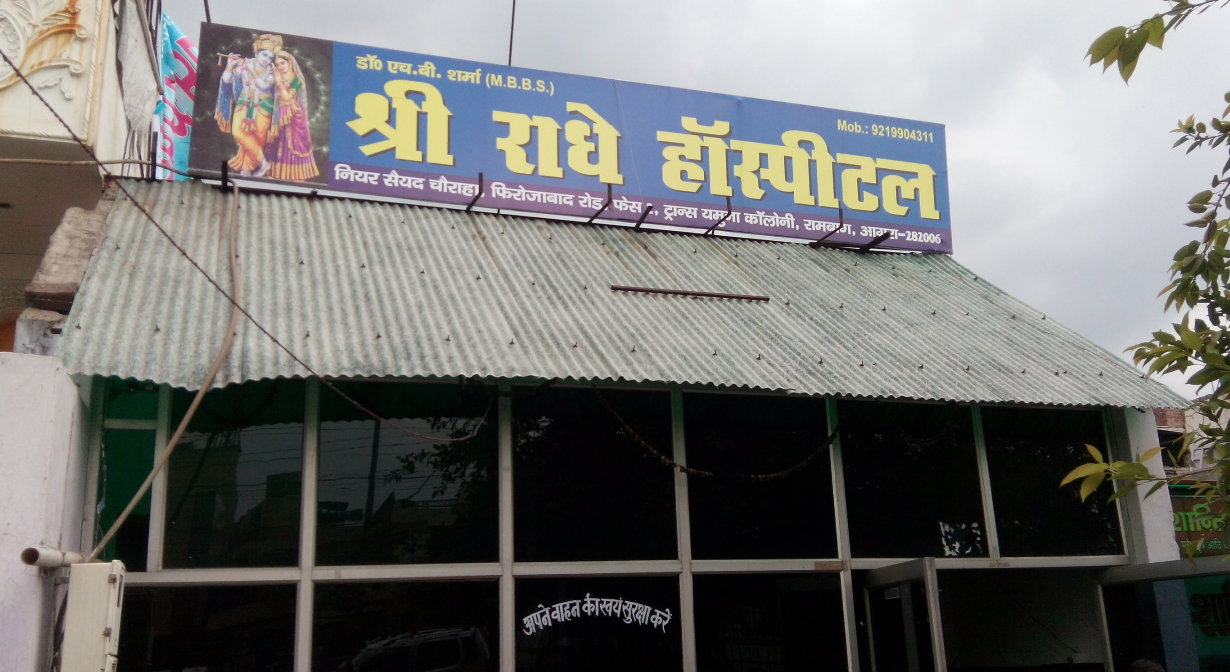 डॉ० एच.बी. शर्मा (M.B.B.S.)
Mob.: 9219904311
श्री राधे हॉस्पीटल
नियर सैयद चौराहा, फिरोजाबाद रोड, फेस ट्रान्स यमुना कॉलोनी, रामबाग, आगरा-282006
अपने वाहन की स्वयं सुरक्षा करें
शान्ति